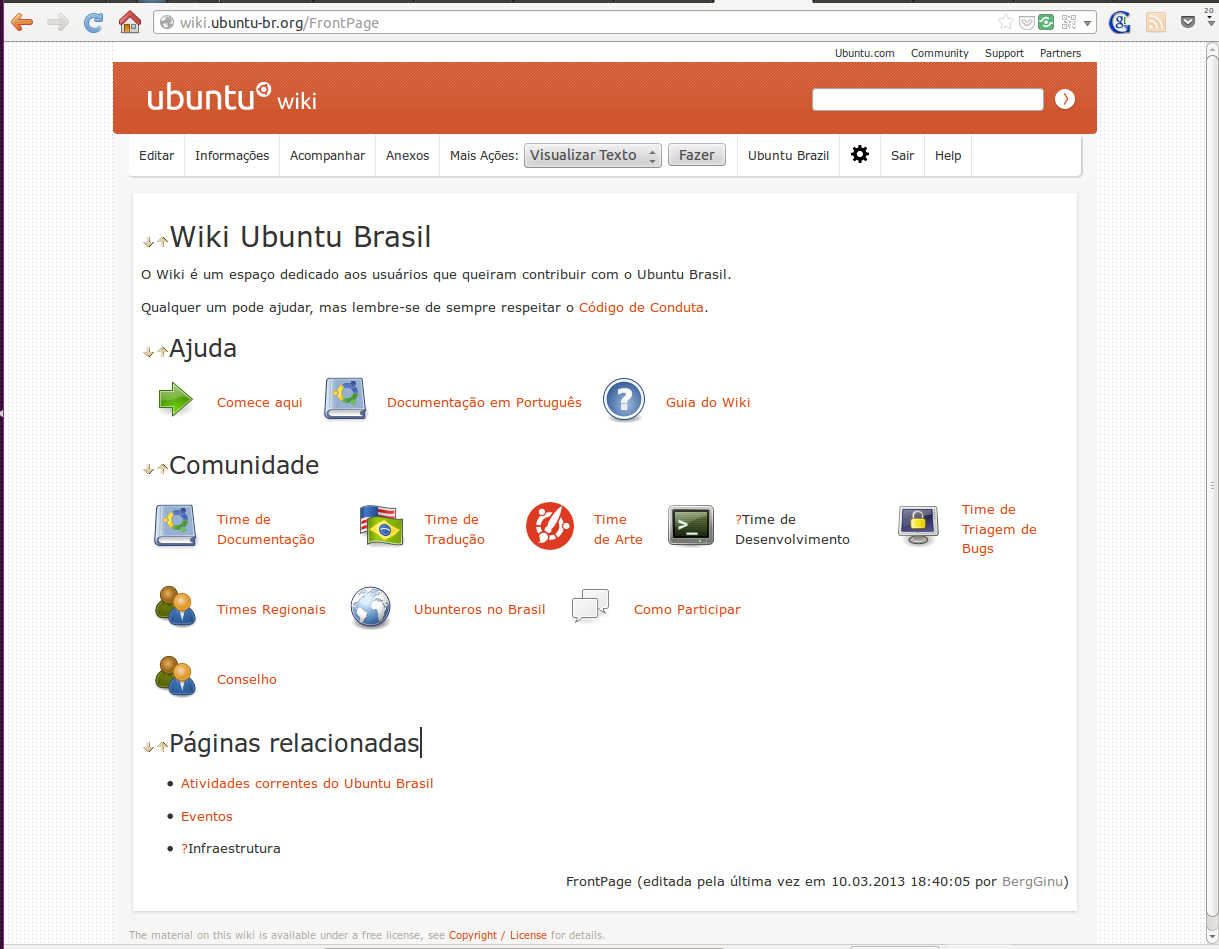 wiki.ubuntu-br.org/FrontPage
20
Ubuntu.com Community Support Partners
ubuntu wiki
Editar Informações Acompanhar Anexos Mais Ações: Visualizar Texto Fazer Ubuntu Brazil Sair Help
Wiki Ubuntu Brasil
O Wiki é um espaço dedicado aos usuários que queiram contribuir com o Ubuntu Brasil.
Qualquer um pode ajudar, mas lembre-se de sempre respeitar o Código de Conduta.
Ajuda
Comece aqui Documentação em Português ? Guia do Wiki
Comunidade
Time de Documentação
Time de Tradução
Time de Arte
?Time de Desenvolvimento
Time de Triagem de Bugs
Times Regionais Ubunteros no Brasil Como Participar
Conselho
Páginas relacionadas
• Atividades correntes do Ubuntu Brasil
• Eventos
• ?Infraestrutura
FrontPage (editada pela última vez em 10.03.2013 18:40:05 por BergGinu)
The material on this wiki is available under a free license, see Copyright / License for details.